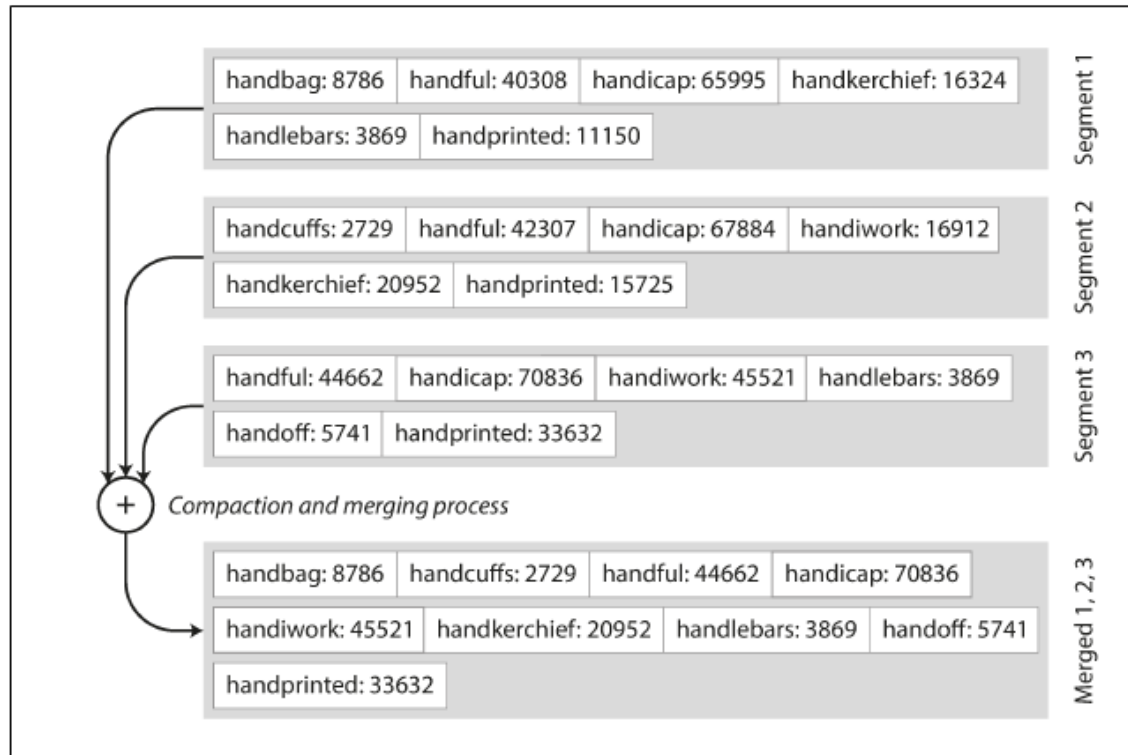 handbag: 8786 handful: 40308 handicap: 65995 handkerchief: 16324
handlebars: 3869 handprinted: 11150
Segment 1
handcuffs: 2729 handful: 42307 handicap: 67884 handiwork: 16912
handkerchief: 20952 handprinted: 15725
Segment 2
handful: 44662 handicap: 70836 handiwork: 45521 handlebars: 3869
handoff: 5741 handprinted: 33632
Segment 3
+ Compaction and merging process
handbag: 8786 handcuffs: 2729 handful: 44662 handicap: 70836
handiwork: 45521 handkerchief: 20952 handlebars: 3869 handoff: 5741
handprinted: 33632
Merged 1, 2, 3